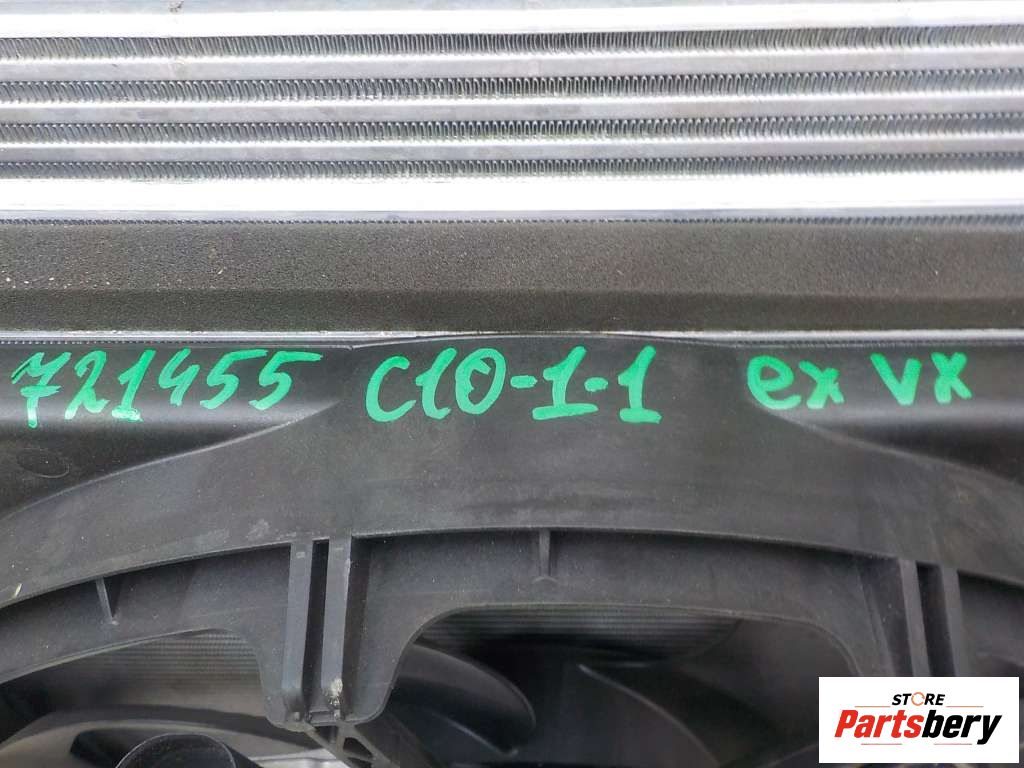 721455 C10-1-1 ex vx
STORE
Partsbery